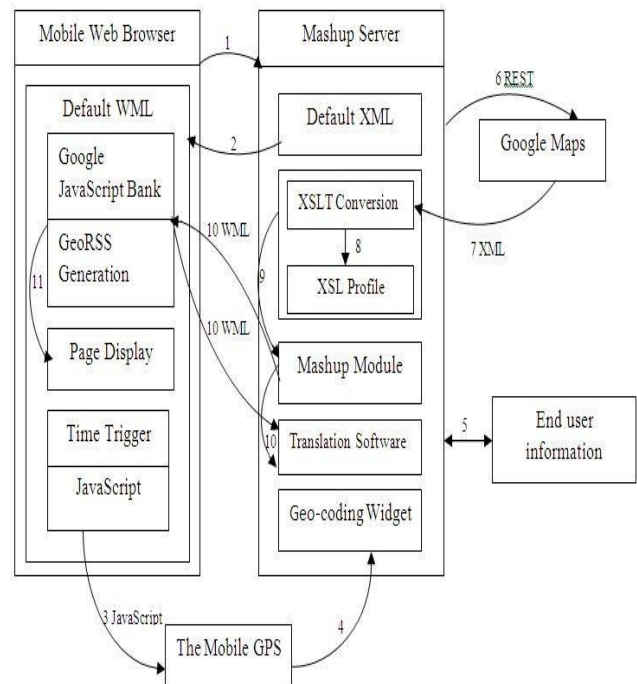 Mobile Web Browser
1
Mashup Server
6 REST
Default WML
Default XML
Google Maps
2
Google
JavaScript Bank
XSLT Conversion
10 WML
7 XML
GeoRSS
Generation
8
9
11
XSL Profile
10 WML
Page Display
Mashup Module
Time Trigger
10
Translation Software
5
End user
information
JavaScript
Geo-coding Widget
3 JavaScript
4
The Mobile GPS